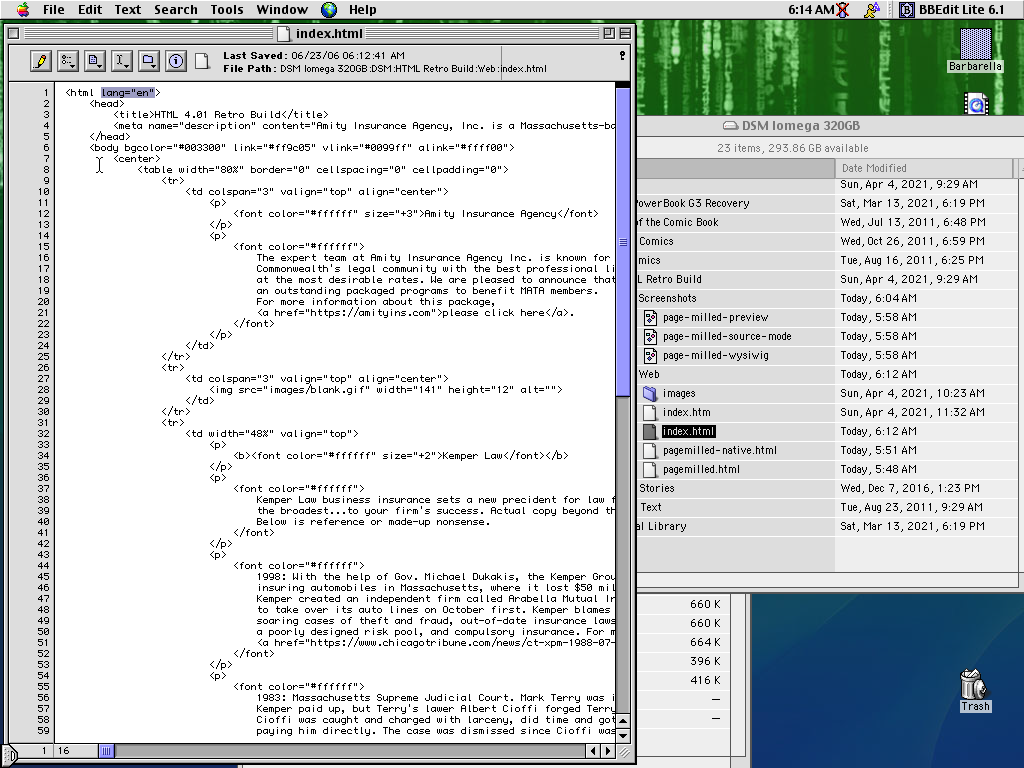 File Edit Text Search Tools Window Help 6:14 AM BBEdit Lite 6.1
index.html
Last Saved: 06/23/06 06:12:41 AM
File Path: DSM Iomega 320GB:DSM:HTML Retro Build:Web:index.html
1 <html lang="en">
2 <head>
3 <title>HTML 4.01 Retro Build</title>
4 <meta name="description" content="Amity Insurance Agency, Inc. is a Massachusetts-ba
5 </head>
6 <body bgcolor="#003300" link="#ff9c05" vlink="#0099ff" alink="#ffff00">
7 <center>
8 <table width="80%" border="0" cellspacing="0" cellpadding="0">
9 <tr>
10 <td colspan="3" valign="top" align="center">
11 <p>
12 <font color="#ffffff" size="+3">Amity Insurance Agency</font>
13 </p>
14 <p>
15 <font color="#ffffff">
16 The expert team at Amity Insurance Agency Inc. is known for
17 Commonwealth's legal community with the best professional li
18 at the most desirable rates. We are pleased to announce that
19 an outstanding packaged programs to benefit MATA members.
20 For more information about this package,
21 <a href="https://amityins.com">please click here</a>.
22 </font>
23 </p>
24 </td>
25 </tr>
26 <tr>
27 <td colspan="3" valign="top" align="center">
28 <img src="images/blank.gif" width="141" height="12" alt="">
29 </td>
30 </tr>
31 <tr>
32 <td width="48%" valign="top">
33 <p>
34 <b><font color="#ffffff" size="+2">Kemper Law</font></b>
35 </p>
36 <p>
37 <font color="#ffffff">
38 Kemper Law business insurance sets a new precident for law f
39 the broadest...to your firm's success. Actual copy beyond th
40 Below is reference or made-up nonsense.
41 </font>
42 </p>
43 <p>
44 <font color="#ffffff">
45 1998: With the help of Gov. Michael Dukakis, the Kemper Grou
46 insuring automobiles in Massachusetts, where it lost $50 mil
47 Kemper created an independent firm called Arabella Mutual In
48 to take over its auto lines on October first. Kemper blames
49 soaring cases of theft and fraud, out-of-date insurance laws
50 a poorly designed risk pool, and compulsory insurance. For m
51 <a href="https://www.chicagotribune.com/news/ct-xpm-1988-07-
52 </font>
53 </p>
54 <p>
55 <font color="#ffffff">
56 1983: Massachusetts Supreme Judicial Court. Mark Terry was i
57 Kemper paid up, but Terry's lawer Albert Cioffi forged Terry
58 Cioffi was caught and charged with larceny, did time and got
59 paying him directly. The case was dismissed since Cioffi was
1 16
Barbarella
DSM Iomega 320GB
23 items, 293.86 GB available
Date Modified
Sun, Apr 4, 2021, 9:29 AM
PowerBook G3 Recovery Sat, Mar 13, 2021, 6:19 PM
of the Comic Book Wed, Jul 13, 2011, 6:48 PM
Comics Wed, Oct 26, 2011, 6:59 PM
mics Tue, Aug 16, 2011, 6:25 PM
L Retro Build Sun, Apr 4, 2021, 9:29 AM
Screenshots Today, 6:04 AM
page-milled-preview Today, 5:58 AM
page-milled-source-mode Today, 5:58 AM
page-milled-wysiwig Today, 5:58 AM
Web Today, 6:12 AM
images Sun, Apr 4, 2021, 10:23 AM
index.htm Sun, Apr 4, 2021, 11:32 AM
index.html Today, 6:12 AM
pagemilled-native.html Today, 5:51 AM
pagemilled.html Today, 5:48 AM
Stories Wed, Dec 7, 2016, 1:23 PM
Text Tue, Aug 23, 2011, 9:29 AM
al Library Sat, Mar 13, 2021, 6:19 PM
660 K
660 K
664 K
396 K
416 K
—
—
Trash